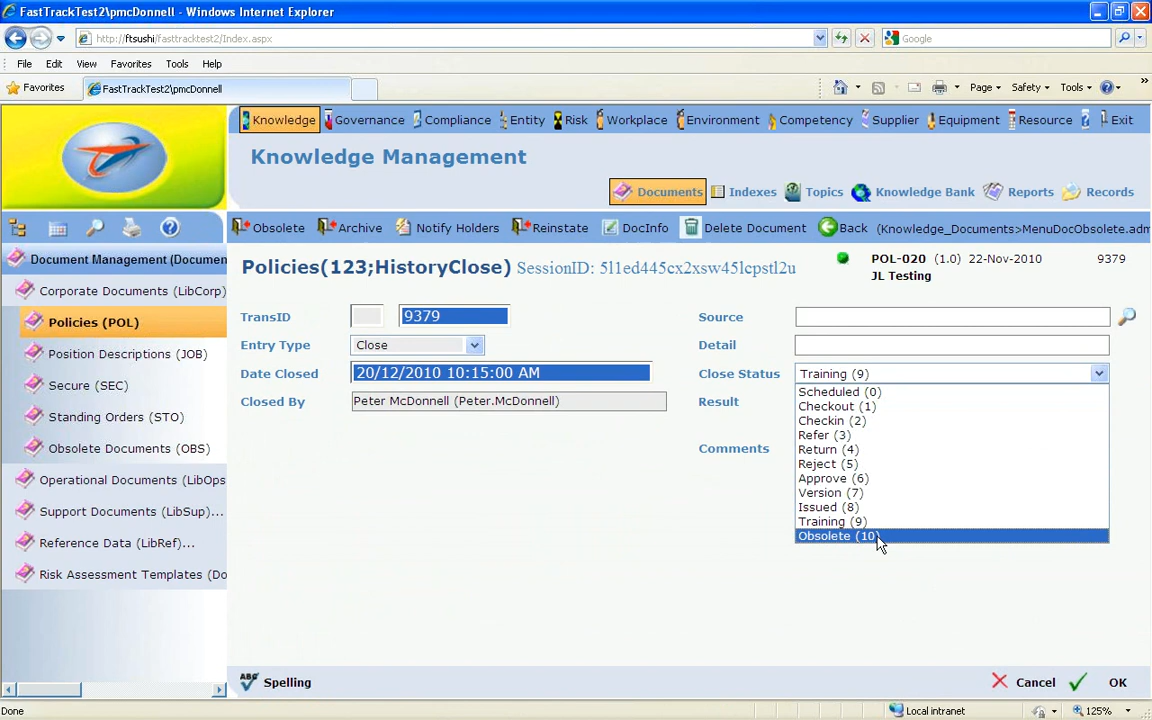 FastTrackTest2\pmcDonnell - Windows Internet Explorer
http://ftsushi/fasttracktest2/Index.aspx
Google
File Edit View Favorites Tools Help
Favorites FastTrackTest2\pmcDonnell Page Safety Tools »
Knowledge Governance Compliance Entity Risk Workplace Environment Competency Supplier Equipment Resource Exit
Knowledge Management
Documents Indexes Topics Knowledge Bank Reports Records
Obsolete Archive Notify Holders Reinstate DocInfo Delete Document Back (Knowledge_Documents>MenuDocObsolete.adm
Document Management (Documen
Corporate Documents (LibCorp)
Policies (POL)
Position Descriptions (JOB)
Secure (SEC)
Standing Orders (STO)
Obsolete Documents (OBS)
Operational Documents (LibOps
Support Documents (LibSup)...
Reference Data (LibRef)...
Risk Assessment Templates (Do
Policies(123;HistoryClose) SessionID: 5l1ed445cx2xsw45lcpstl2u
POL-020 (1.0) 22-Nov-2010 9379
JL Testing
TransID 9379
Entry Type Close
Date Closed 20/12/2010 10:15:00 AM
Closed By Peter McDonnell (Peter.McDonnell)
Source
Detail
Close Status Training (9)
Result
Comments
Scheduled (0)
Checkout (1)
Checkin (2)
Refer (3)
Return (4)
Reject (5)
Approve (6)
Version (7)
Issued (8)
Training (9)
Obsolete (10)
ABC Spelling Cancel OK
Done Local intranet 125%